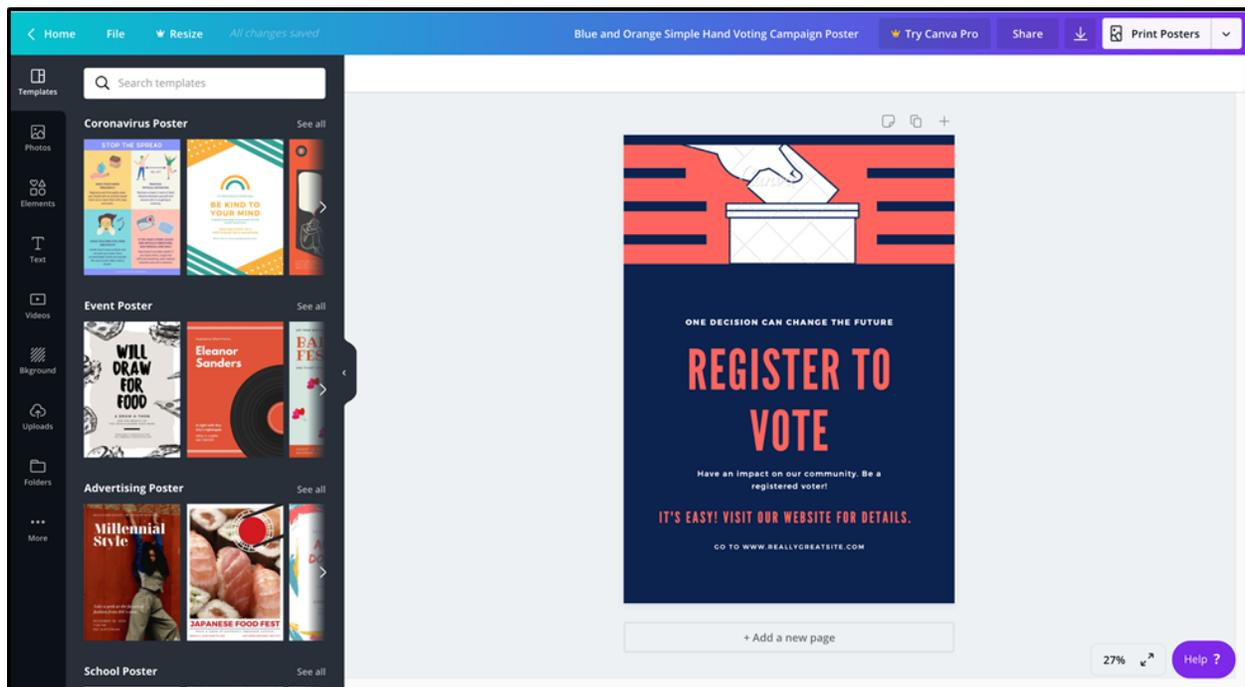 Home
File
Resize
All changes saved
Blue and Orange Simple Hand Voting Campaign Poster
Try Canva Pro
Share
Print Posters
Templates
Photos
Elements
Text
Videos
Bkground
Uploads
Folders
More
Search templates
Coronavirus Poster
See all
STOP THE SPREAD
BE KIND TO
YOUR MIND
Event Poster
See all
WILL
DRAW
FOR
FOOD
Eleanor
Sanders
Advertising Poster
See all
Millennial
Style
JAPANESE FOOD FEST
School Poster
See all
Canva
ONE DECISION CAN CHANGE THE FUTURE
REGISTER TO
VOTE
Have an impact on our community. Be a
registered voter!
IT'S EASY! VISIT OUR WEBSITE FOR DETAILS.
GO TO WWW.REALLYGREATSITE.COM
+ Add a new page
27%
Help ?